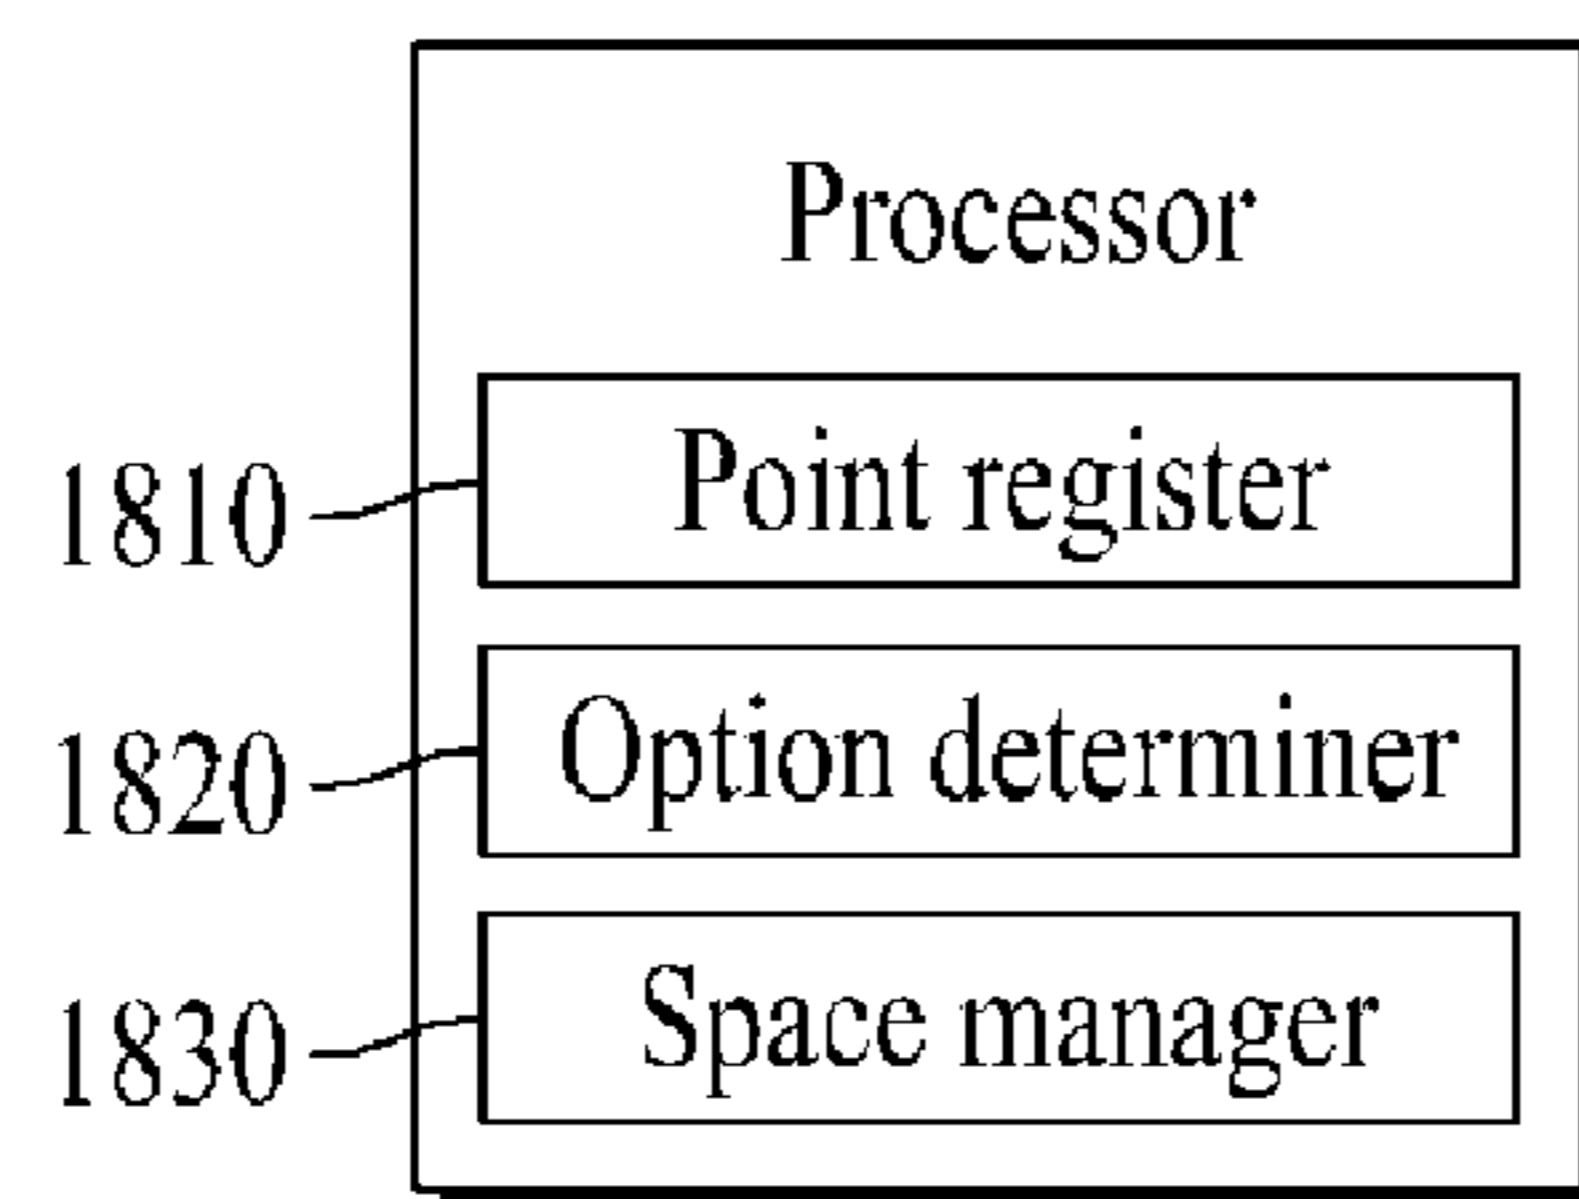 Processor
1810 Point register
1820 Option determiner
1830 Space manager